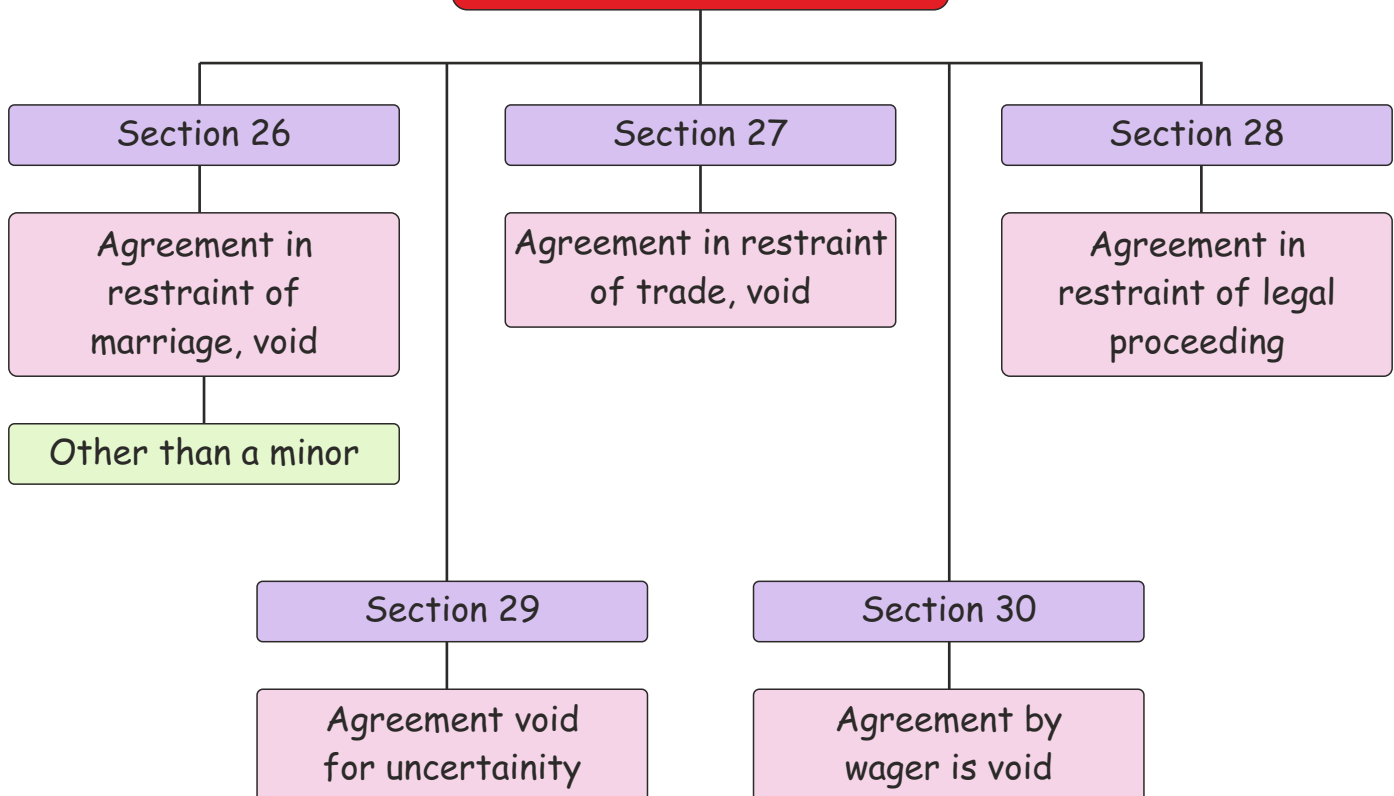 Section 26
Agreement in
restraint of
marriage, void
Other than a minor
Section 27
Agreement in restraint
of trade, void
Section 28
Agreement in
restraint of legal
proceeding
Section 29
Agreement void
for uncertainity
Section 30
Agreement by
wager is void